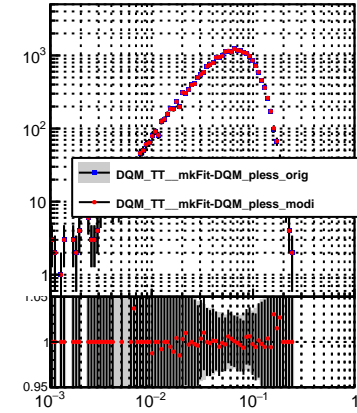 10³
10²
DQM_TT__mkFit-DQM_pless_orig
10
DQM_TT__mkFit-DQM_pless_modi
1
1.05
1
0.95
10⁻³ 10⁻² 10⁻¹ 1